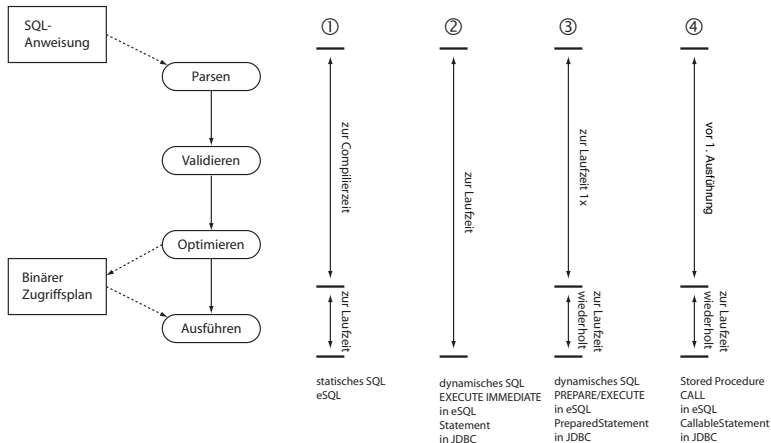 SQL-
Anweisung
Parsen
Validieren
Optimieren
Binärer
Zugriffsplan
Ausführen
①
zur Compilierzeit
zur Laufzeit
statisches SQL
eSQL
②
zur Laufzeit
dynamisches SQL
EXECUTE IMMEDIATE
in eSQL
Statement
in JDBC
③
zur Laufzeit 1x
zur Laufzeit
wiederholt
dynamisches SQL
PREPARE/EXECUTE
in eSQL
PreparedStatement
in JDBC
④
vor 1. Ausführung
zur Laufzeit
wiederholt
Stored Procedure
CALL
in eSQL
CallableStatement
in JDBC